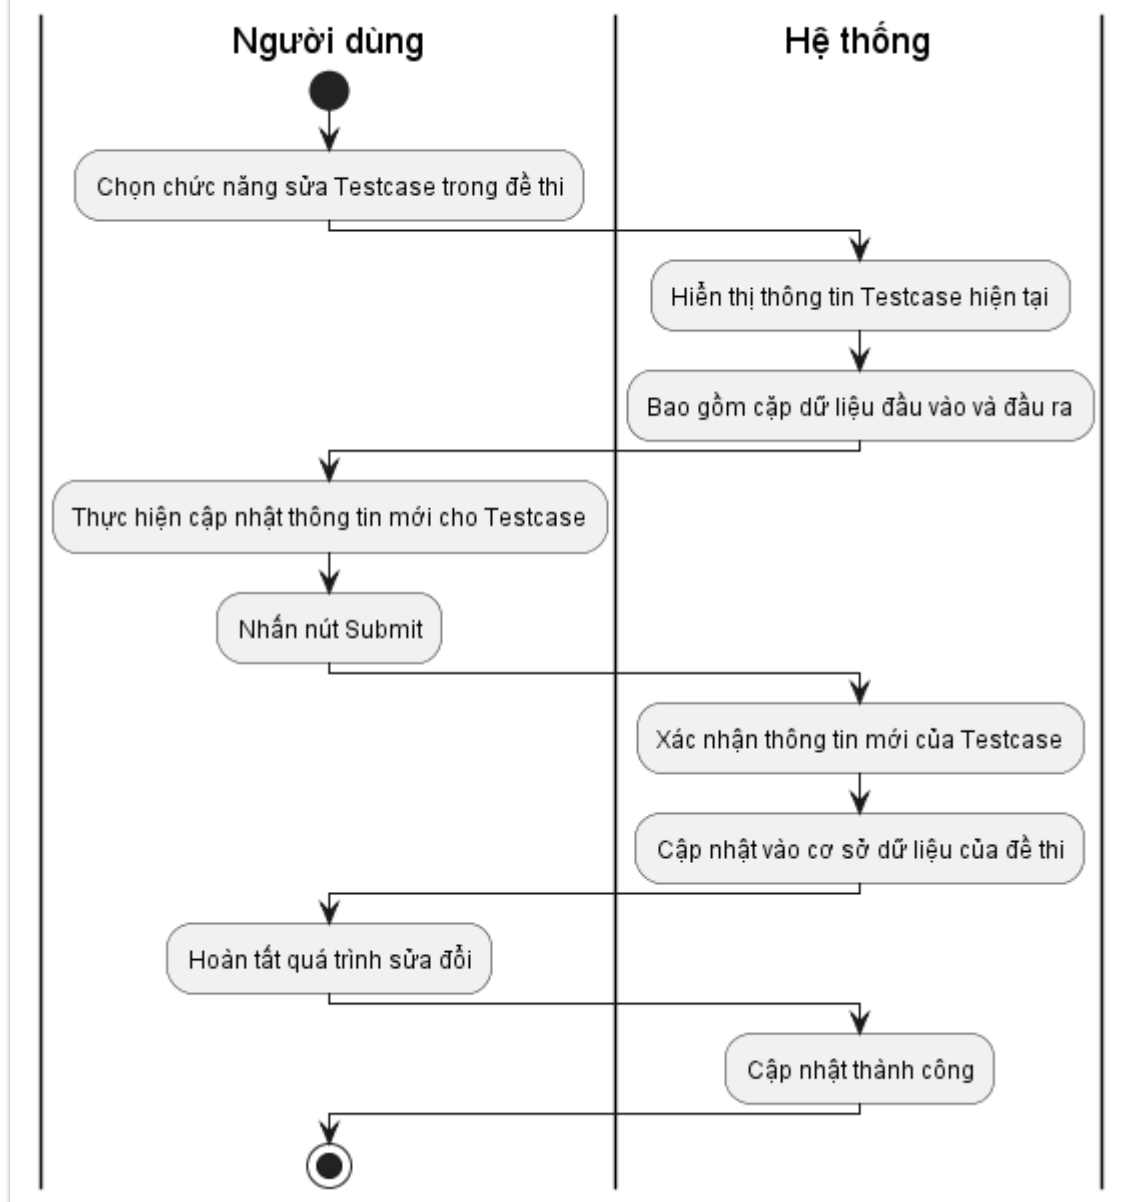 Người dùng
Hệ thống
Chọn chức năng sửa Testcase trong đề thi
Hiển thị thông tin Testcase hiện tại
Bao gồm cặp dữ liệu đầu vào và đầu ra
Thực hiện cập nhật thông tin mới cho Testcase
Nhấn nút Submit
Xác nhận thông tin mới của Testcase
Cập nhật vào cơ sở dữ liệu của đề thi
Hoàn tất quá trình sửa đổi
Cập nhật thành công